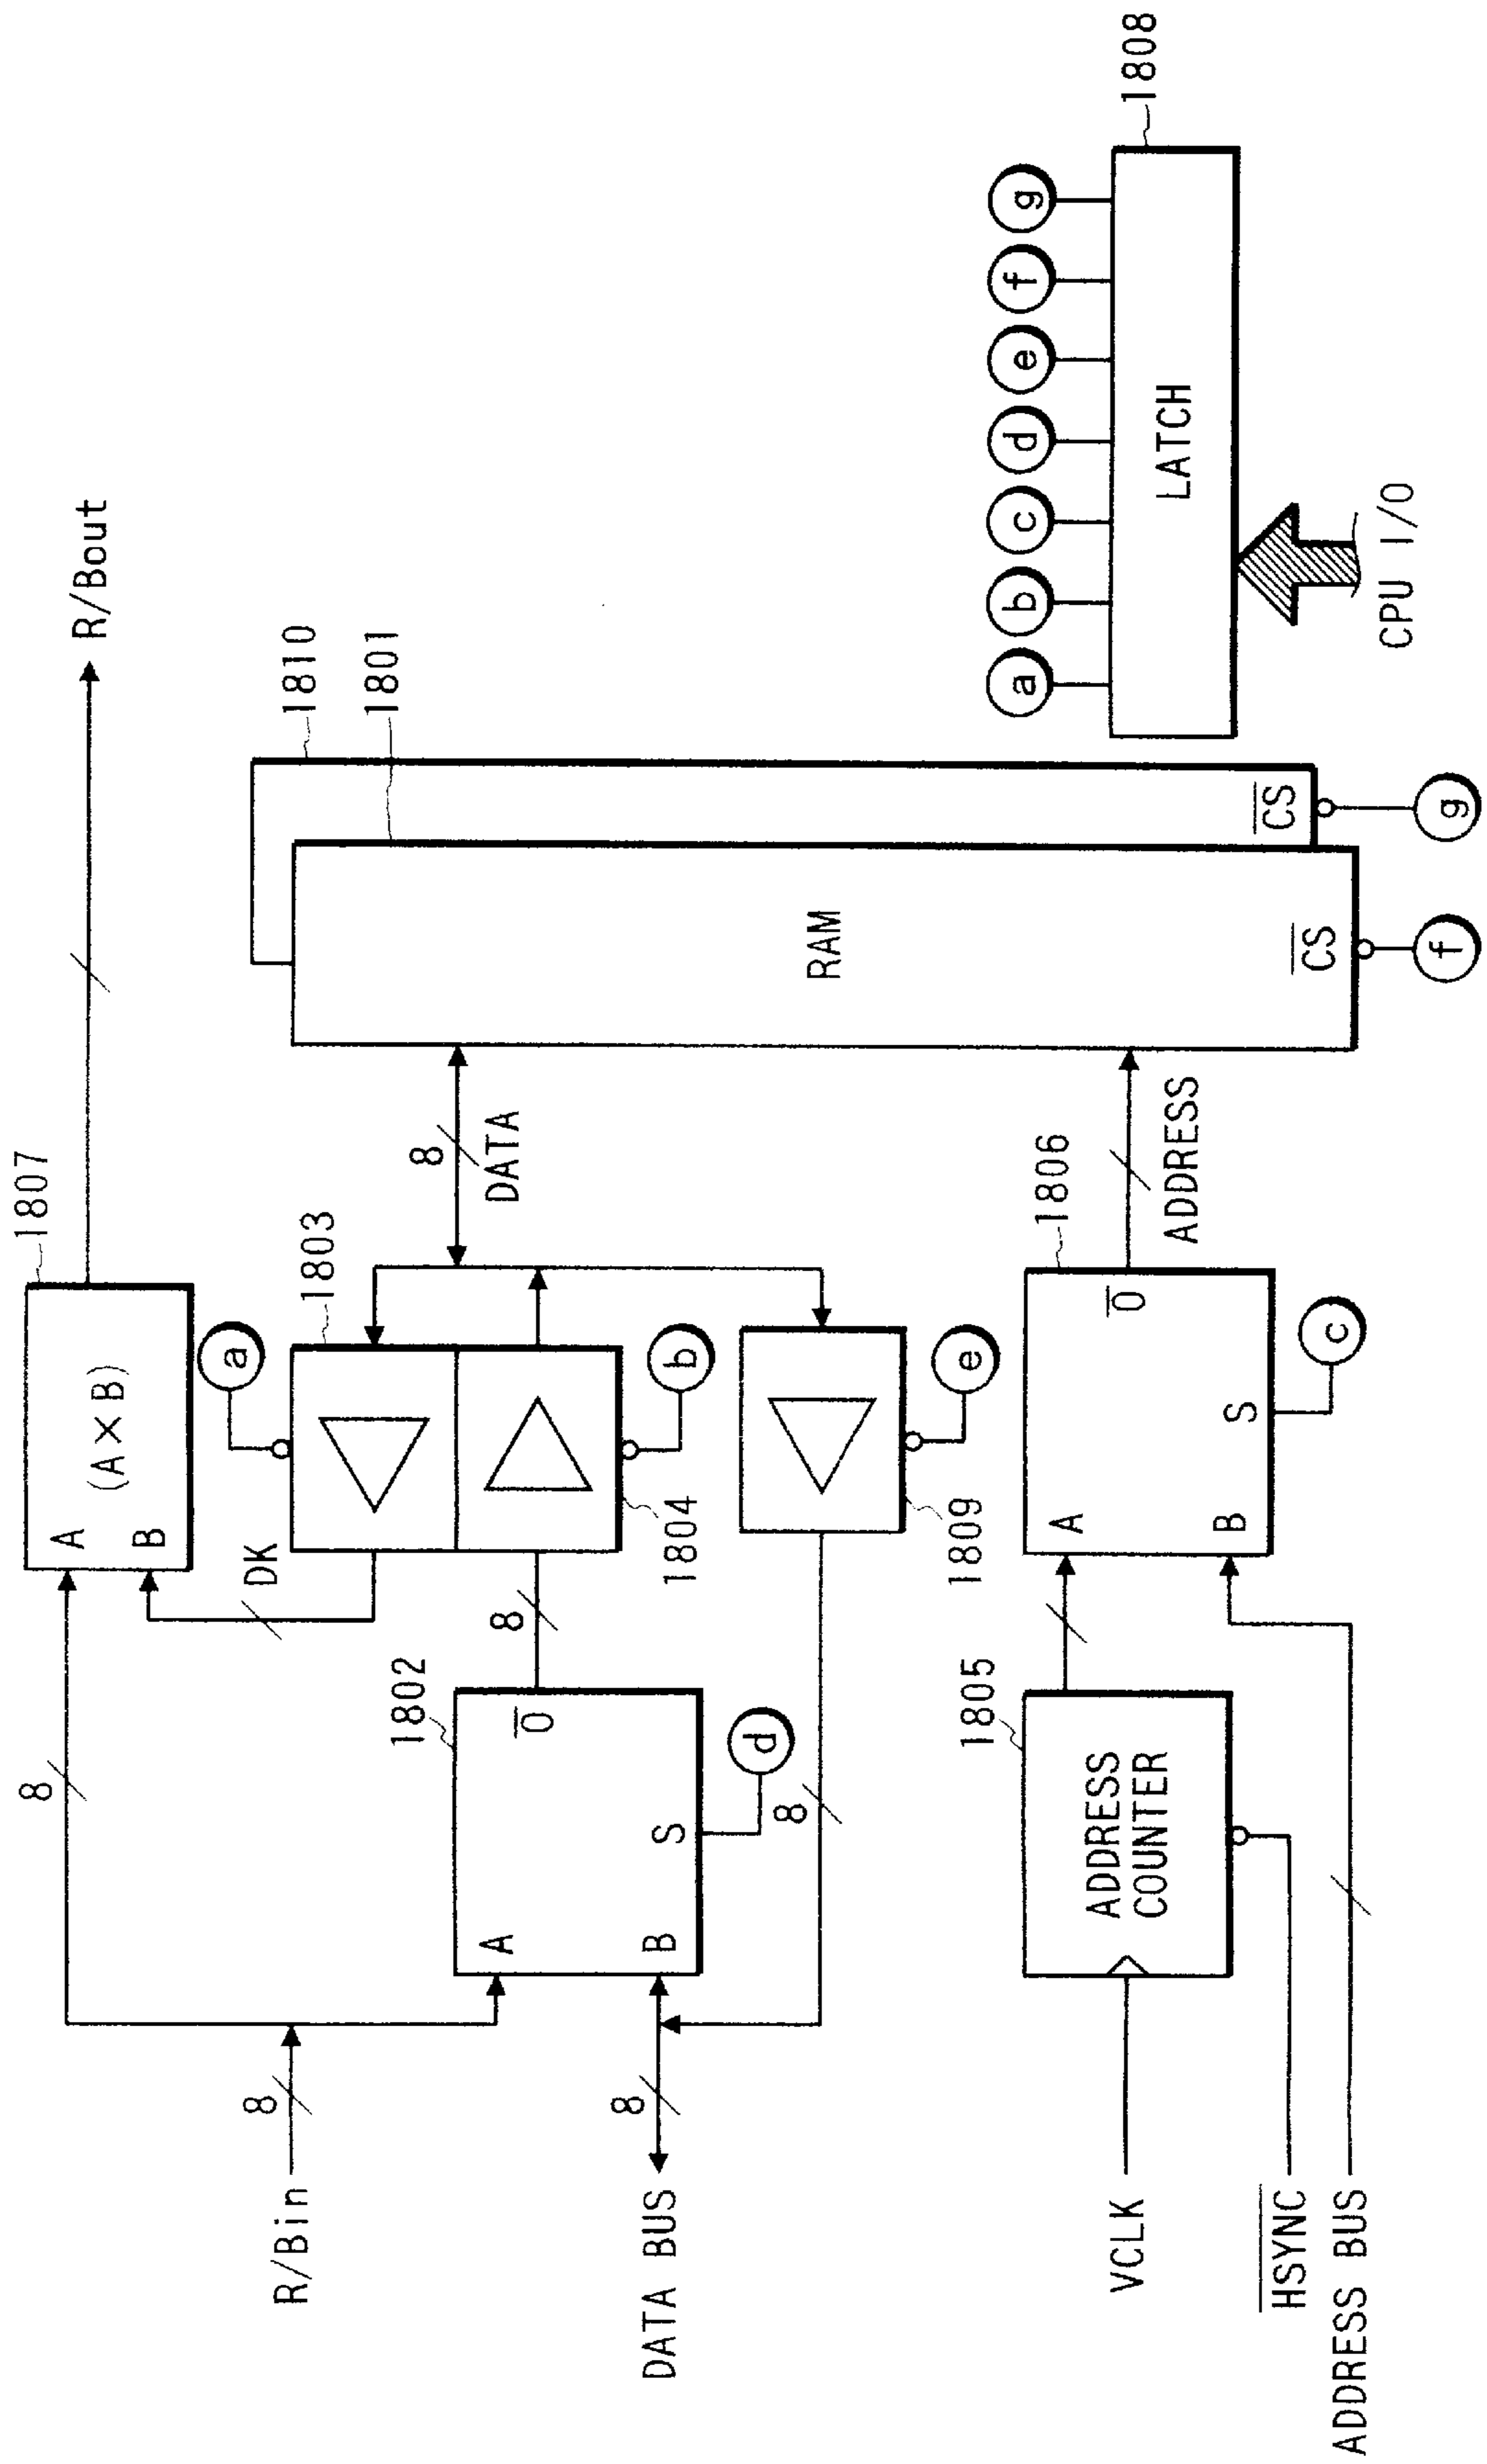 1807
A
(A×B)
B
R/Bout
8
DK
a
1803
1804
b
8
DATA
1810
1801
RAM
CS
CS
g
f
R/Bin
8
1802
A
O
B
S
d
8
8
1809
e
DATA BUS
8
1805
ADDRESS
COUNTER
1806
A
O
B
S
c
ADDRESS
VCLK
HSYNC
ADDRESS BUS
a
b
c
d
e
f
g
LATCH
1808
CPU I/O